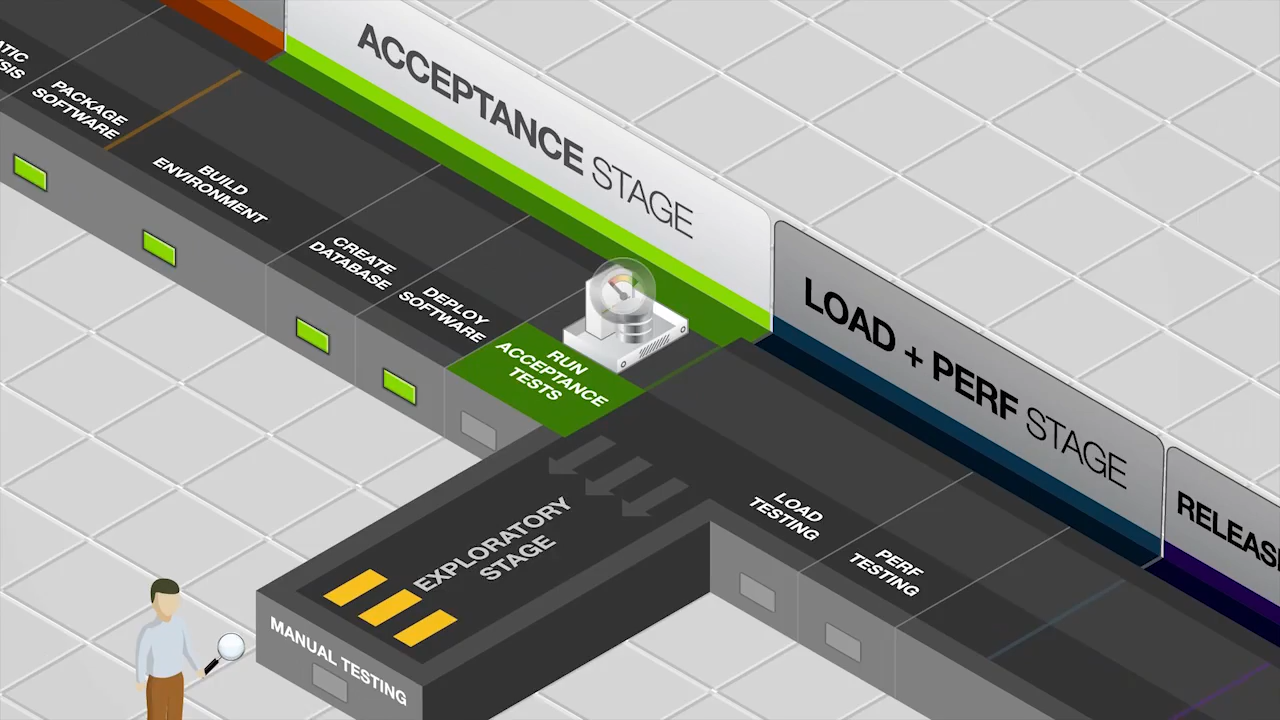 ACCEPTANCE STAGE
LOAD + PERF STAGE
PACKAGE
SOFTWARE
BUILD
ENVIRONMENT
CREATE
DATABASE
DEPLOY
SOFTWARE
RUN
ACCEPTANCE
TESTS
LOAD
TESTING
PERF
TESTING
EXPLORATORY
STAGE
MANUAL TESTING